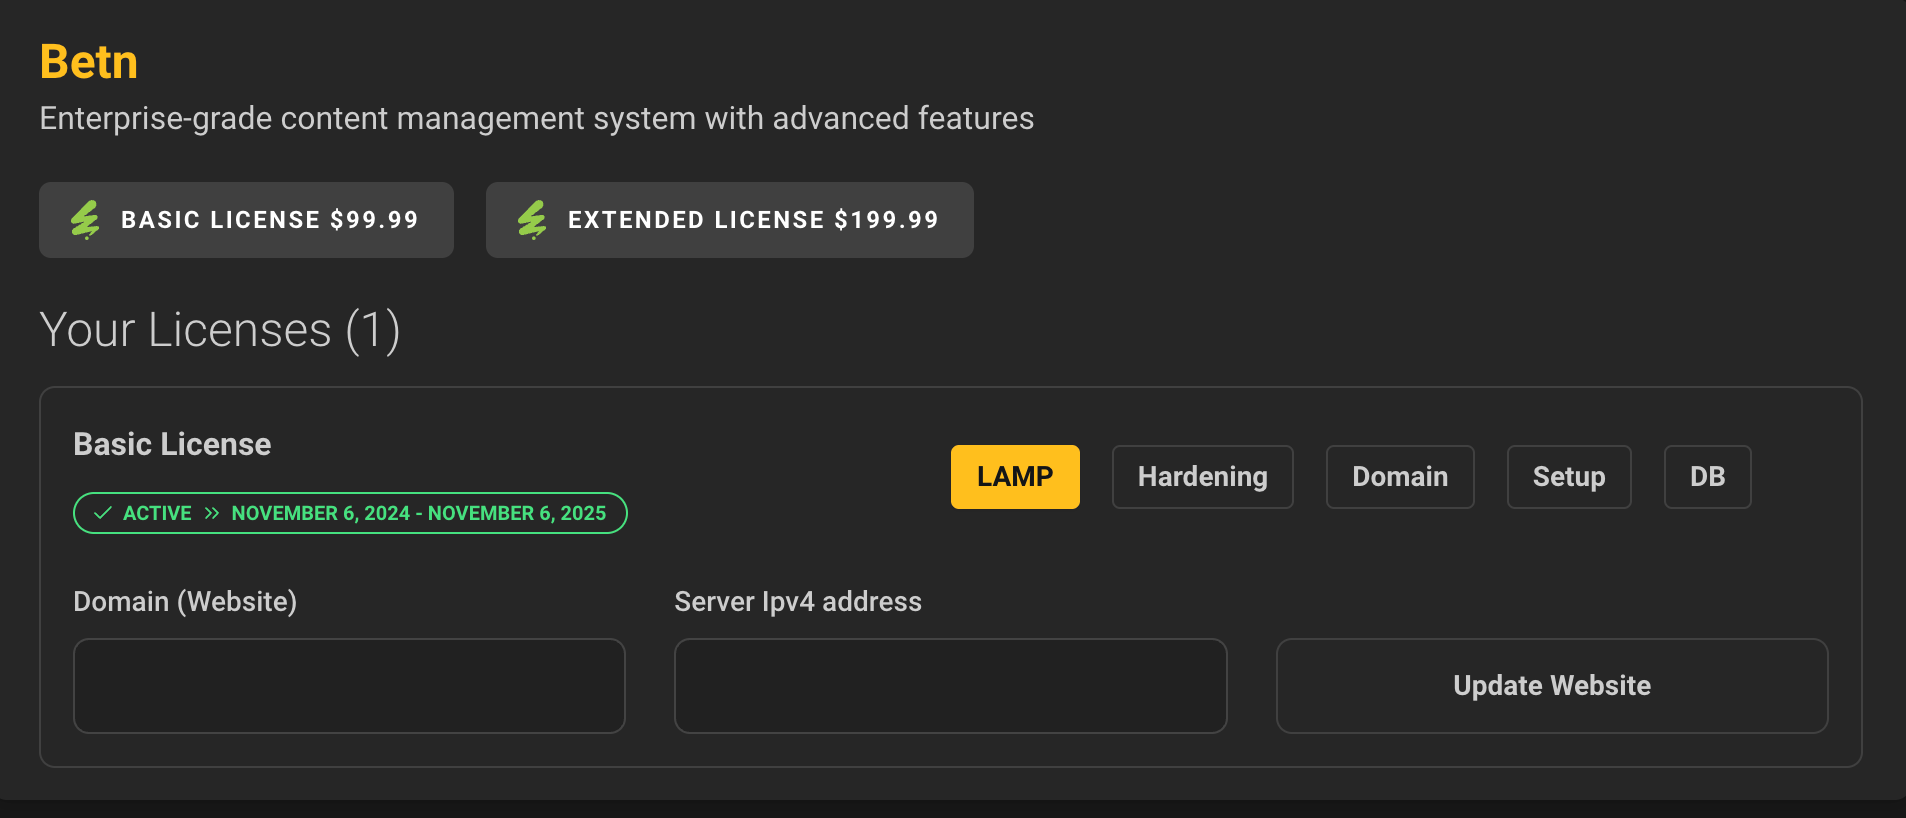 Betn
Enterprise-grade content management system with advanced features
BASIC LICENSE $99.99
EXTENDED LICENSE $199.99
Your Licenses (1)
Basic License
ACTIVE » NOVEMBER 6, 2024 - NOVEMBER 6, 2025
LAMP
Hardening
Domain
Setup
DB
Domain (Website)
Server Ipv4 address
Update Website